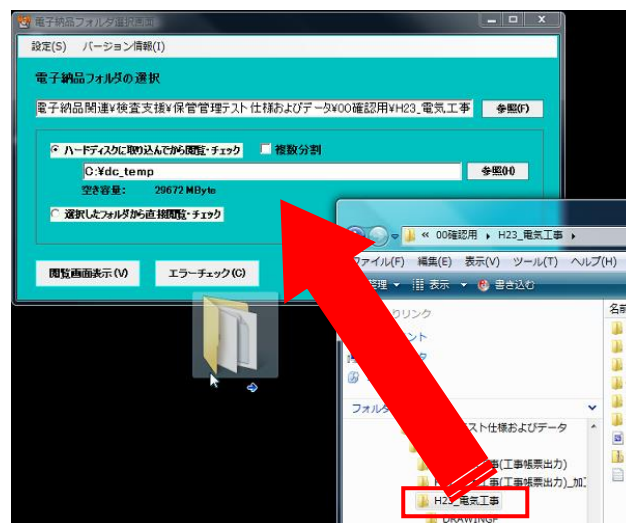 電子納品フォルダ選択画面
設定(S) バージョン情報(I)
電子納品フォルダの選択
電子納品関連¥検査支援¥保管管理テスト仕様およびデータ¥00確認用¥H23_電気工事 参照(F)
ハードディスクに取り込んでから閲覧・チェック 複数分割
C:¥dc_temp 参照(H)
空き容量: 29672 MByte
選択したフォルダから直接閲覧・チェック
閲覧画面表示(V) エラーチェック(C)
« 00確認用 H23_電気工事
ファイル(F) 編集(E) 表示(V) ツール(T) ヘルプ(H)
管理 表示 書き込む
りリンク 名前
ント
フォル
スト仕様およびデータ
事(工事帳票出力)
事(工事帳票出力)_加工
H23_電気工事
DRAWINGF